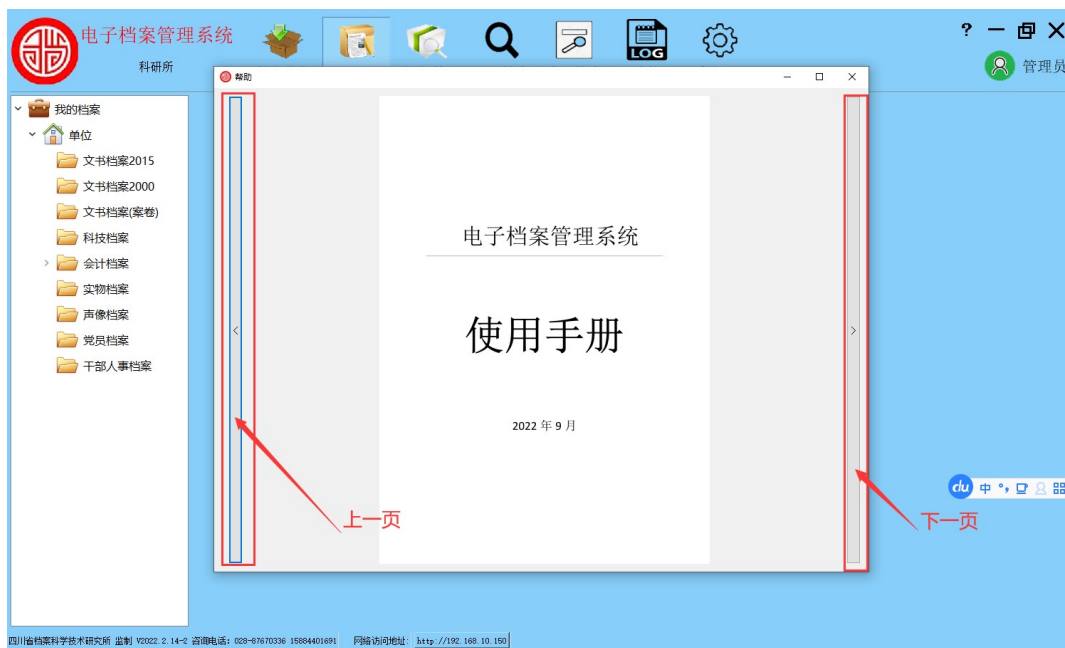 电子档案管理系统
科研所
LOG
?
管理员
帮助
我的档案
单位
文书档案2015
文书档案2000
文书档案(案卷)
科技档案
会计档案
实物档案
声像档案
党员档案
干部人事档案
电子档案管理系统
使用手册
2022 年 9 月
上一页
下一页
du 中 °,
四川省档案科学技术研究所 监制 V2022.2.14-2 咨询电话: 028-87670336 15884401691 网络访问地址: http://192.168.10.150